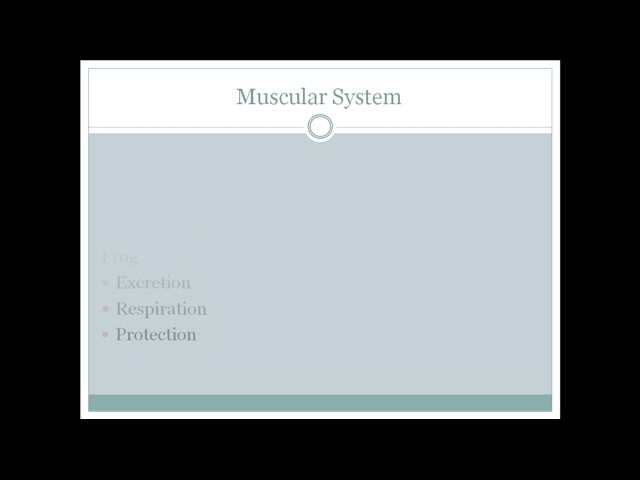 Muscular System
Frog
Excretion
Respiration
Protection